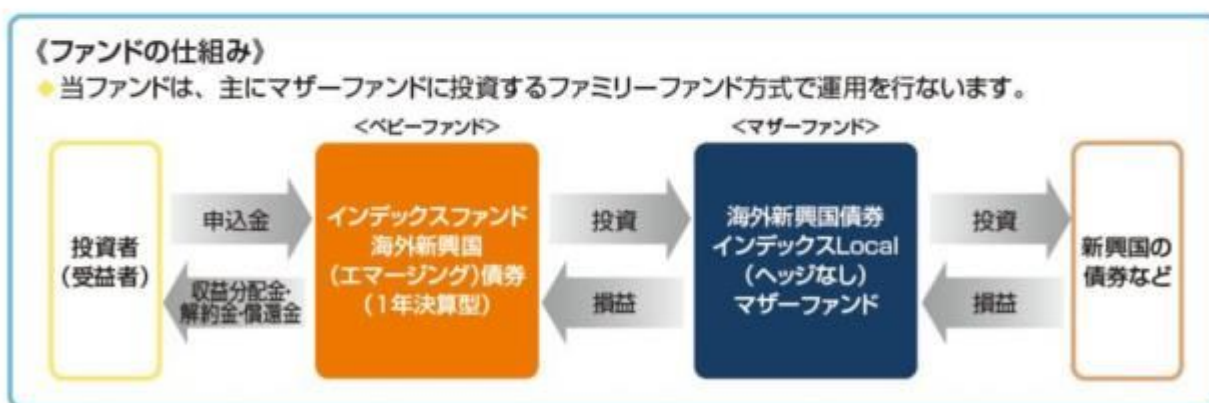 《ファンドの仕組み》
◆当ファンドは、主にマザーファンドに投資するファミリーファンド方式で運用を行ないます。
<ベビーファンド>
<マザーファンド>
投資者
(受益者)
申込金
収益分配金・
解約金・償還金
インデックスファンド
海外新興国
(エマージング)債券
(1年決算型)
投資
損益
海外新興国債券
インデックスLocal
(ヘッジなし)
マザーファンド
投資
損益
新興国の
債券など